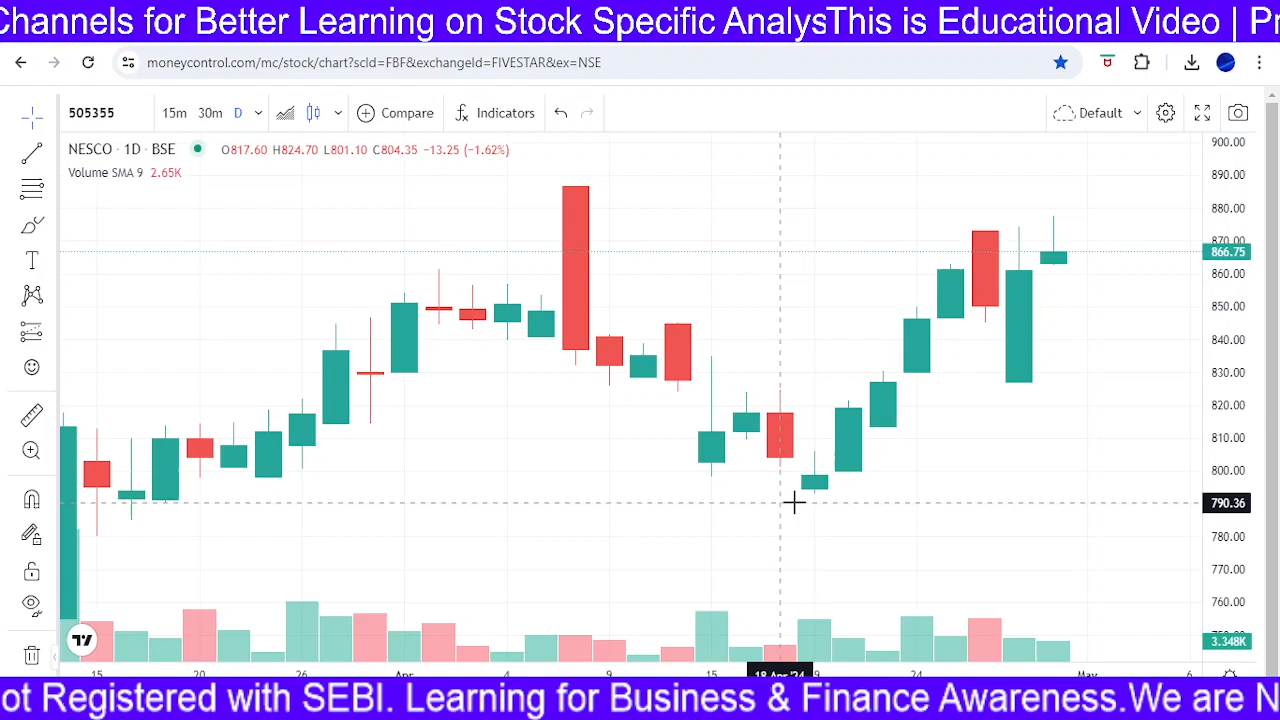 Channels for Better Learning on Stock Specific AnalysThis is Educational Video | Pr
moneycontrol.com/mc/stock/chart?scId=FBF exchangeId=FIVESTAR&ex=NSE
505355 15m 30m D Compare Indicators Default
NESCO · 1D · BSE O817.60 H824.70 L801.10 C804.35 −13.25 (−1.62%)
Volume SMA 9 2.65K
900.00
890.00
880.00
870.00
866.75
860.00
850.00
840.00
830.00
820.00
810.00
800.00
790.36
780.00
770.00
760.00
3.348K
15 20 26 Apr 4 9 15 18 Apr '24 24 May 6
ot Registered with SEBI. Learning for Business & Finance Awareness.We are N